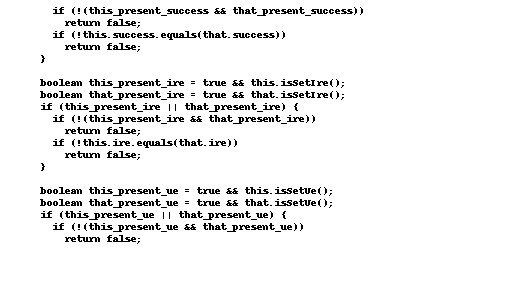 if (!(this_present_success && that_present_success))
return false;
if (!this.success.equals(that.success))
return false;
}
boolean this_present_ire = true && this.isSetIre();
boolean that_present_ire = true && that.isSetIre();
if (this_present_ire || that_present_ire) {
if (!(this_present_ire && that_present_ire))
return false;
if (!this.ire.equals(that.ire))
return false;
}
boolean this_present_ue = true && this.isSetUe();
boolean that_present_ue = true && that.isSetUe();
if (this_present_ue || that_present_ue) {
if (!(this_present_ue && that_present_ue))
return false;